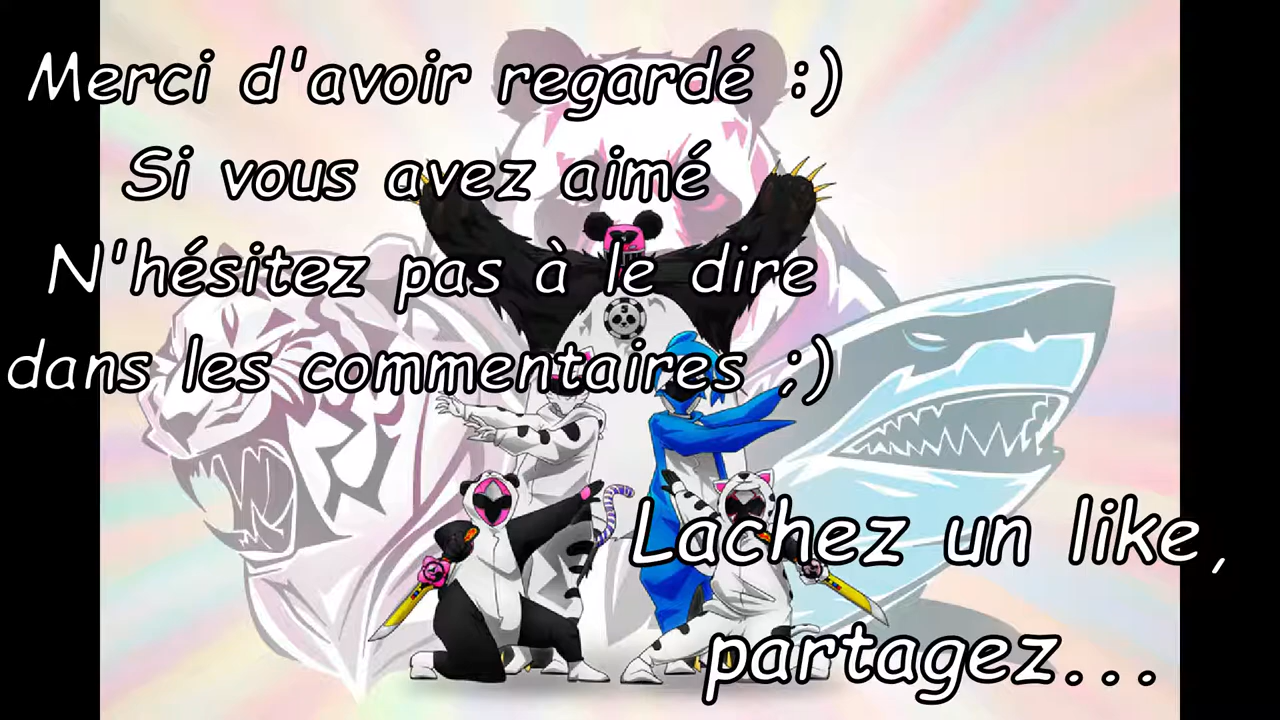 Merci d'avoir regardé :)
Si vous avez aimé
N'hésitez pas à le dire
dans les commentaires ;)
Lachez un like,
partagez...